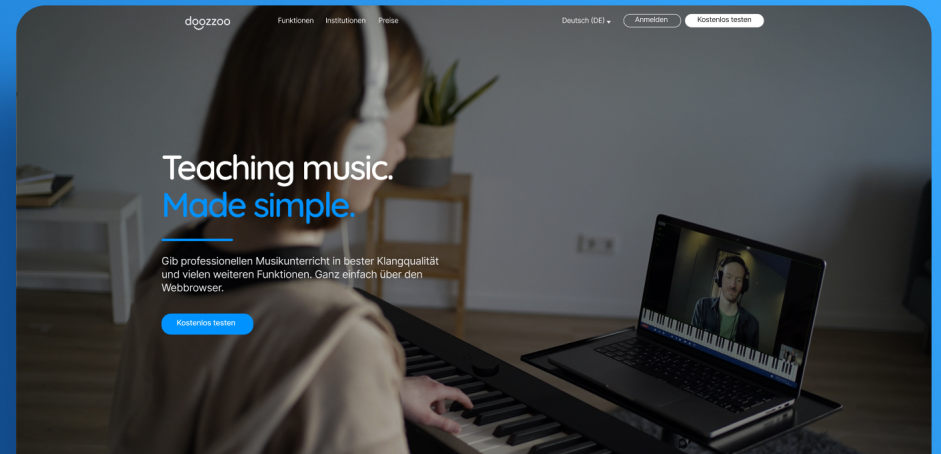 doozzoo
Funktionen Institutionen Preise
Deutsch (DE)
Anmelden
Kostenlos testen
Teaching music.
Made simple.
Gib professionellen Musikunterricht in bester Klangqualität
und vielen weiteren Funktionen. Ganz einfach über den
Webbrowser.
Kostenlos testen